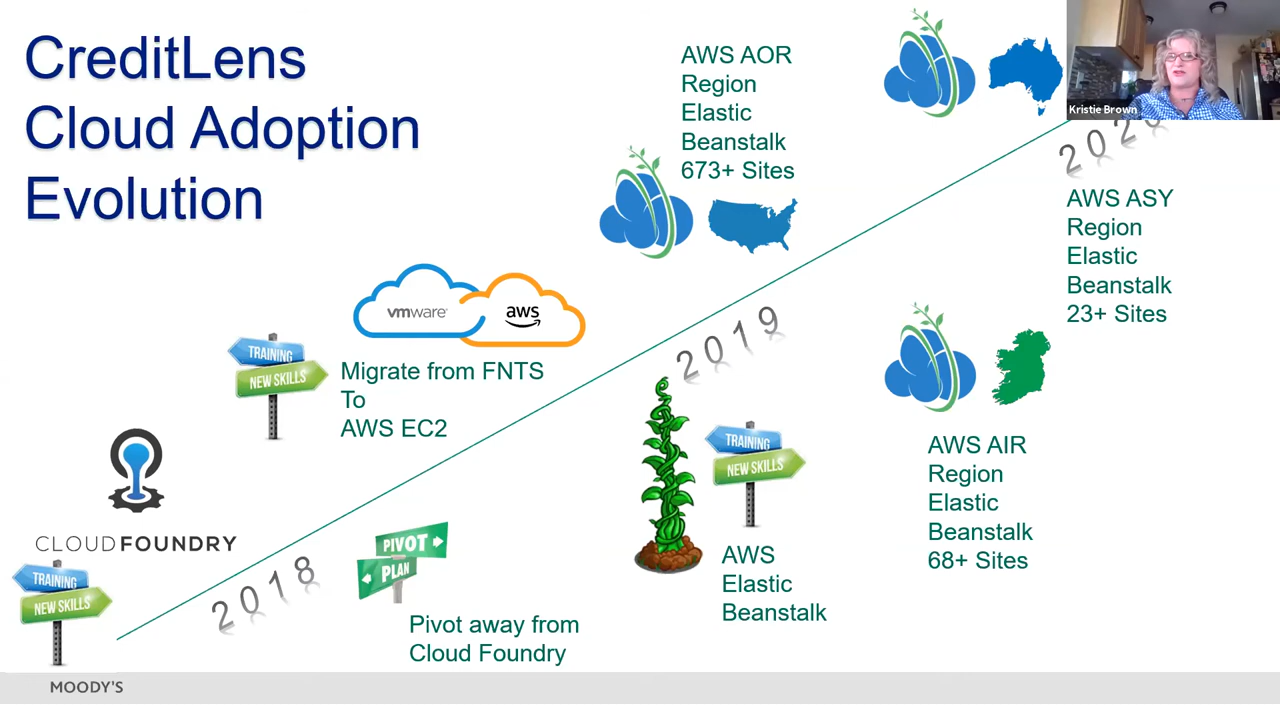 CreditLens
Cloud Adoption
Evolution
AWS AOR
Region
Elastic
Beanstalk
673+ Sites
Kristie Brown
AWS ASY
Region
Elastic
Beanstalk
23+ Sites
vmware
aws
TRAINING
NEW SKILLS
Migrate from FNTS
To
AWS EC2
2019
TRAINING
NEW SKILLS
AWS
Elastic
Beanstalk
AWS AIR
Region
Elastic
Beanstalk
68+ Sites
CLOUDFOUNDRY
TRAINING
NEW SKILLS
2018
PIVOT
PLAN
Pivot away from
Cloud Foundry
MOODY'S